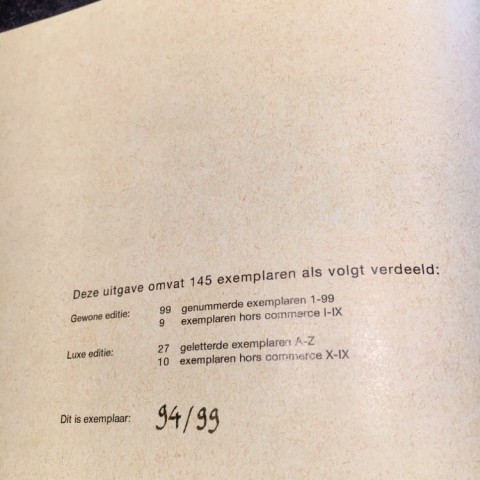 Deze uitgave omvat 145 exemplaren als volgt verdeeld:
Gewone editie: 99 genummerde exemplaren 1-99
9 exemplaren hors commerce I-IX
Luxe editie: 27 geletterde exemplaren A-Z
10 exemplaren hors commerce X-IX
Dit is exemplaar: 94/99